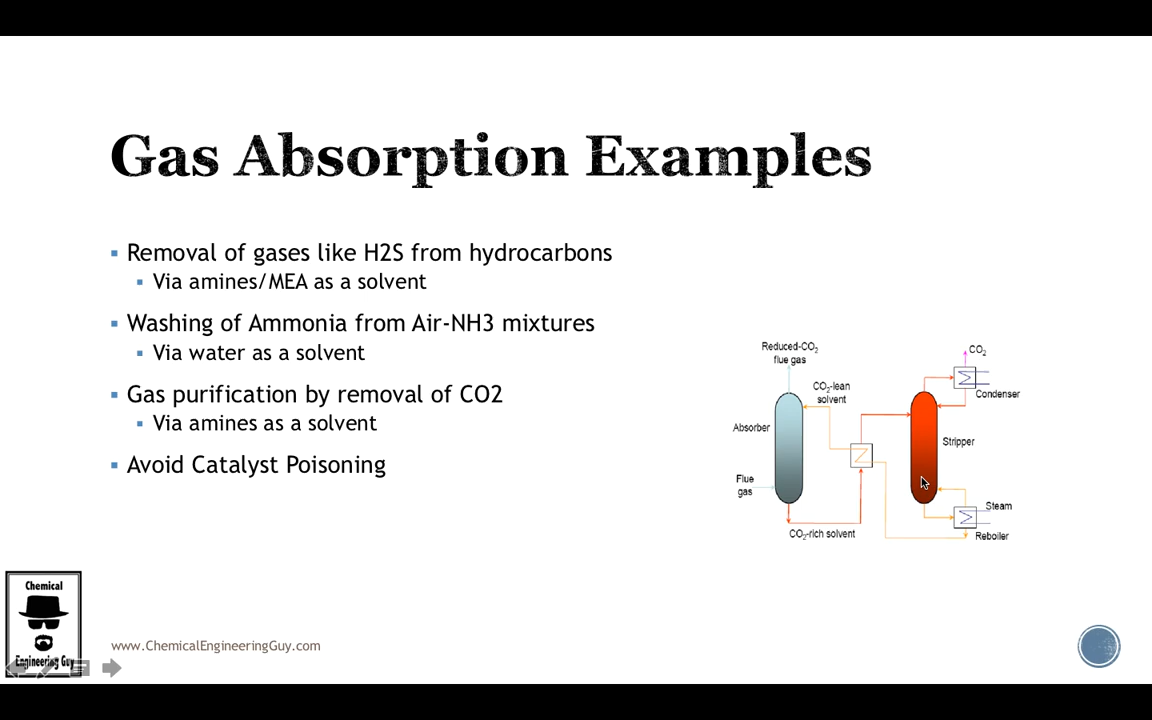 Gas Absorption Examples
Removal of gases like H2S from hydrocarbons
Via amines/MEA as a solvent
Washing of Ammonia from Air-NH3 mixtures
Via water as a solvent
Gas purification by removal of CO2
Via amines as a solvent
Avoid Catalyst Poisoning
Reduced-CO₂
flue gas
CO₂-lean
solvent
Absorber
Flue
gas
CO₂-rich solvent
CO₂
Condenser
Stripper
Steam
Reboiler
Chemical
Engineering Guy
www.ChemicalEngineeringGuy.com